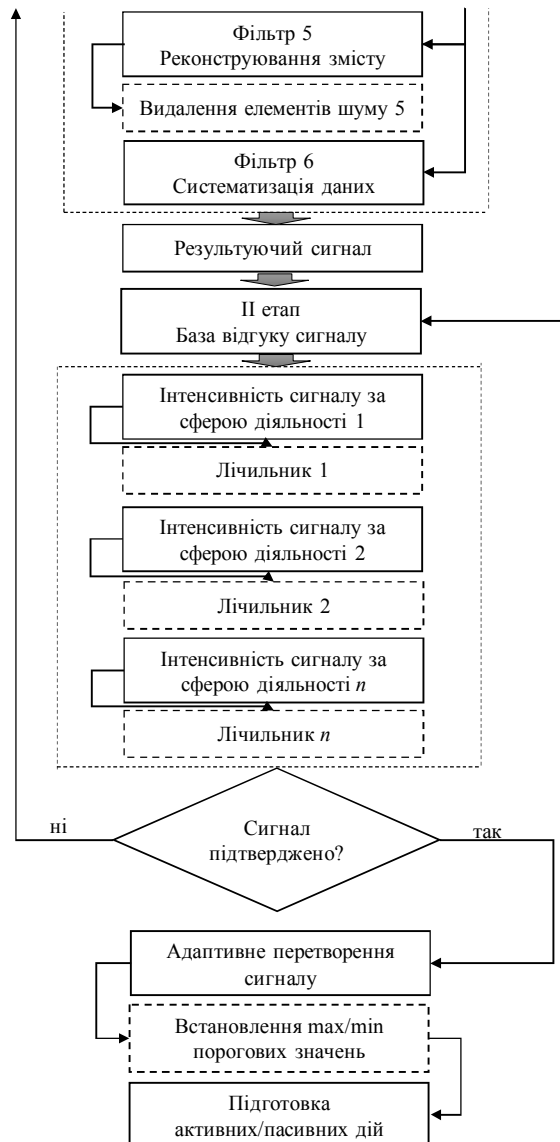 Фільтр 5
Реконструювання змісту
Видалення елементів шуму 5
Фільтр 6
Систематизація даних
Результуючий сигнал
ІІ етап
База відгуку сигналу
Інтенсивність сигналу за
сферою діяльності 1
Лічильник 1
Інтенсивність сигналу за
сферою діяльності 2
Лічильник 2
Інтенсивність сигналу за
сферою діяльності n
Лічильник n
ні
Сигнал
підтверджено?
так
Адаптивне перетворення
сигналу
Встановлення max/min
порогових значень
Підготовка
активних/пасивних дій